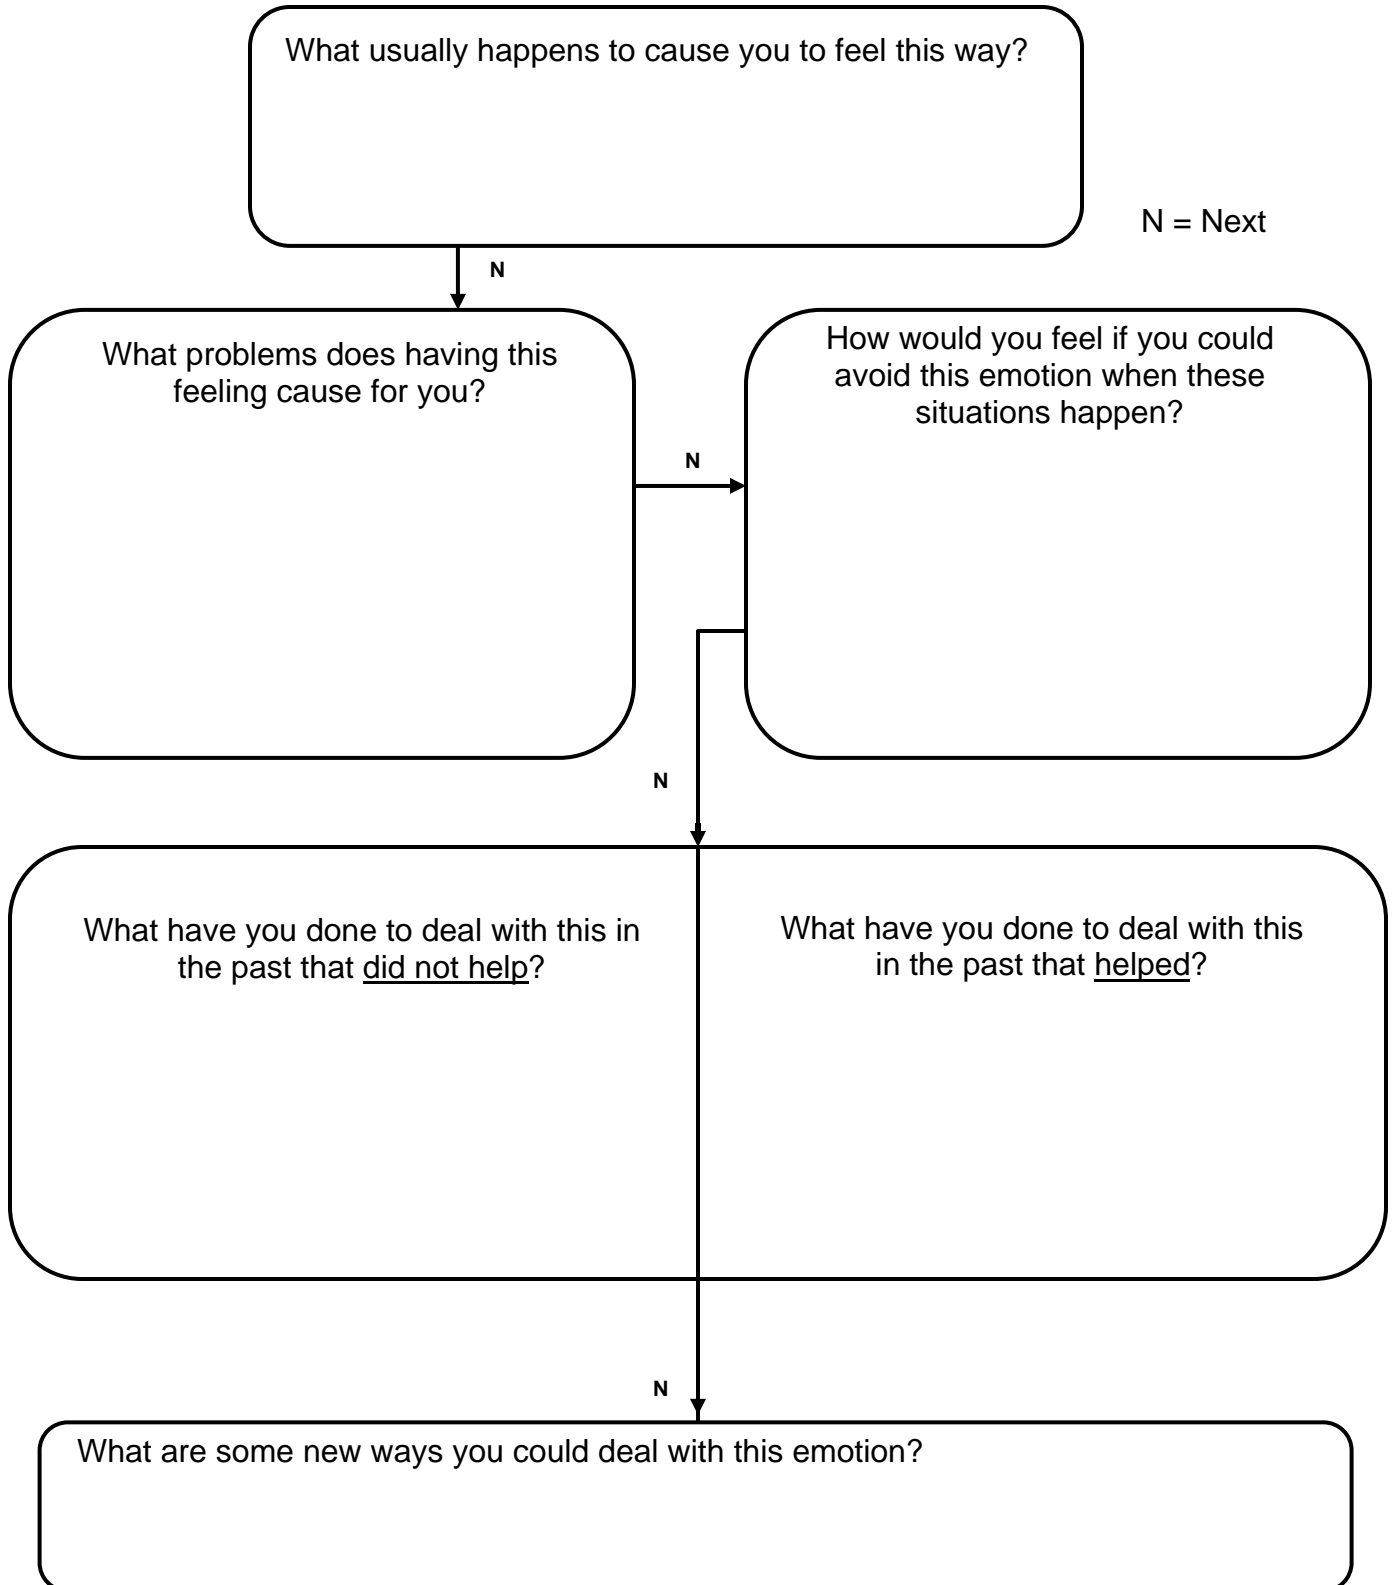 What usually happens to cause you to feel this way?
N = Next
N
What problems does having this
feeling cause for you?
N
How would you feel if you could
avoid this emotion when these
situations happen?
N
What have you done to deal with this in
the past that did not help?
What have you done to deal with this
in the past that helped?
N
What are some new ways you could deal with this emotion?